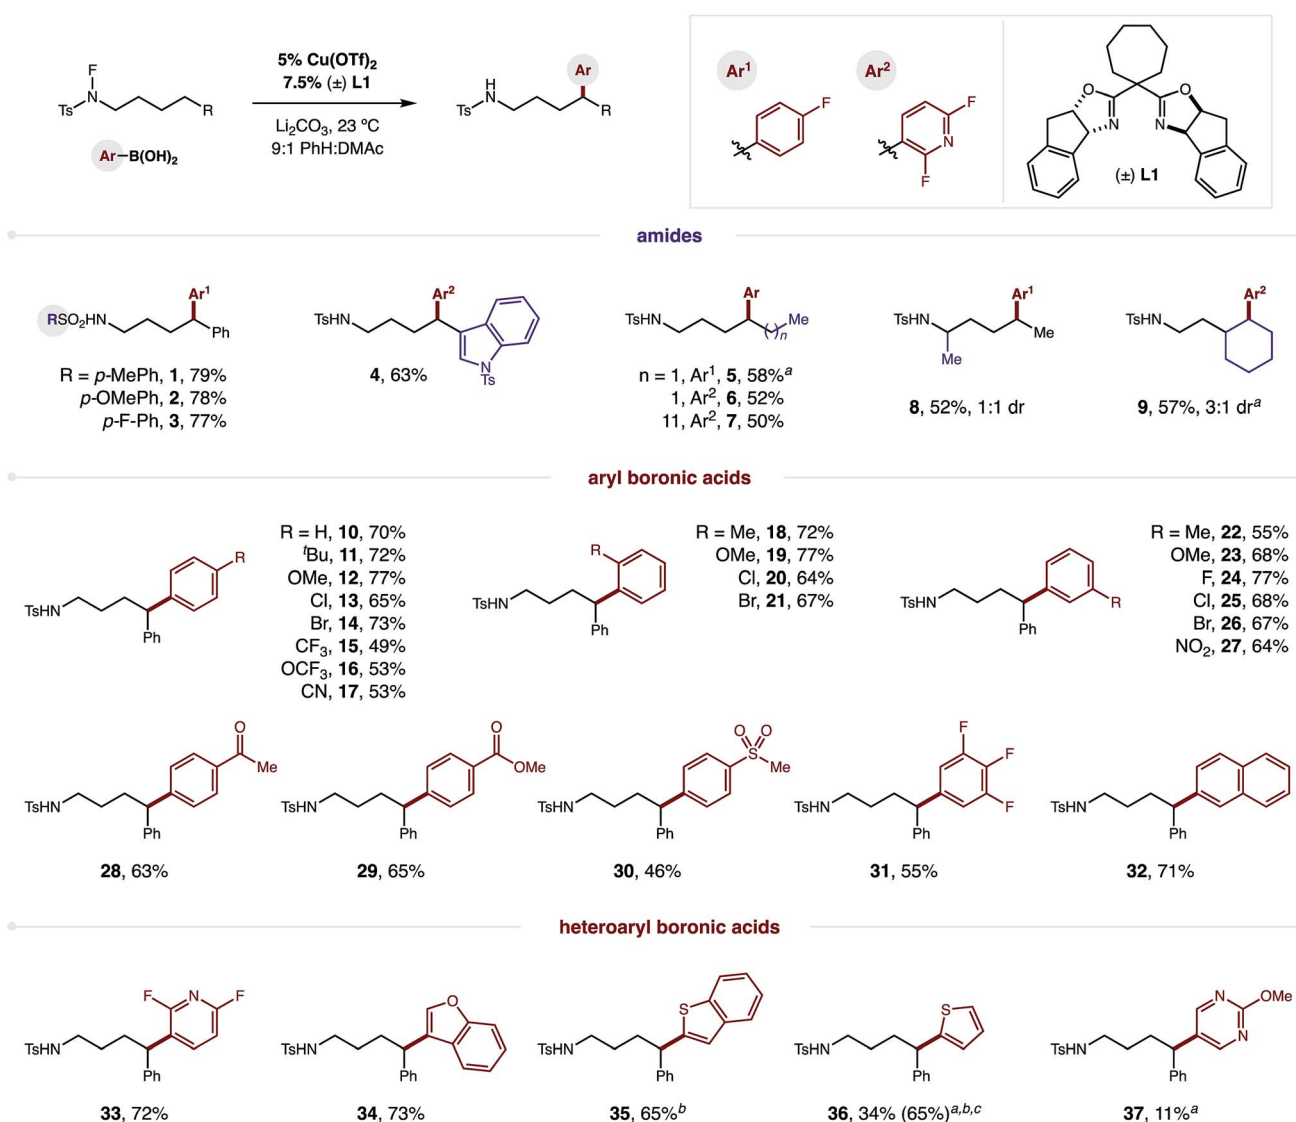 F
N
Ts
R
Ar–B(OH)₂
5% Cu(OTf)₂
7.5% (±) L1
Li₂CO₃, 23 ºC
9:1 PhH:DMAc
H
N
Ts
Ar
R
Ar¹
F
Ar²
F
N
F
O
O
N
N
(±) L1
amides
RSO₂HN
Ar¹
Ph
R = p-MePh, 1, 79%
p-OMePh, 2, 78%
p-F-Ph, 3, 77%
TsHN
Ar²
N
Ts
4, 63%
TsHN
Ar
( )n
Me
n = 1, Ar¹, 5, 58%ᵃ
1, Ar², 6, 52%
11, Ar², 7, 50%
TsHN
Ar¹
Me
Me
8, 52%, 1:1 dr
TsHN
Ar²
9, 57%, 3:1 drᵃ
aryl boronic acids
TsHN
R
Ph
R = H, 10, 70%
ᵗBu, 11, 72%
OMe, 12, 77%
Cl, 13, 65%
Br, 14, 73%
CF₃, 15, 49%
OCF₃, 16, 53%
CN, 17, 53%
TsHN
R
Ph
R = Me, 18, 72%
OMe, 19, 77%
Cl, 20, 64%
Br, 21, 67%
TsHN
R
Ph
R = Me, 22, 55%
OMe, 23, 68%
F, 24, 77%
Cl, 25, 68%
Br, 26, 67%
NO₂, 27, 64%
TsHN
O
Me
Ph
28, 63%
TsHN
O
OMe
Ph
29, 65%
TsHN
O O
S
Me
Ph
30, 46%
TsHN
F
F
F
Ph
31, 55%
TsHN
Ph
32, 71%
heteroaryl boronic acids
TsHN
F N F
Ph
33, 72%
TsHN
O
Ph
34, 73%
TsHN
S
Ph
35, 65%ᵇ
TsHN
S
Ph
36, 34% (65%)ᵃ,ᵇ,ᶜ
TsHN
N
OMe
N
Ph
37, 11%ᵃ